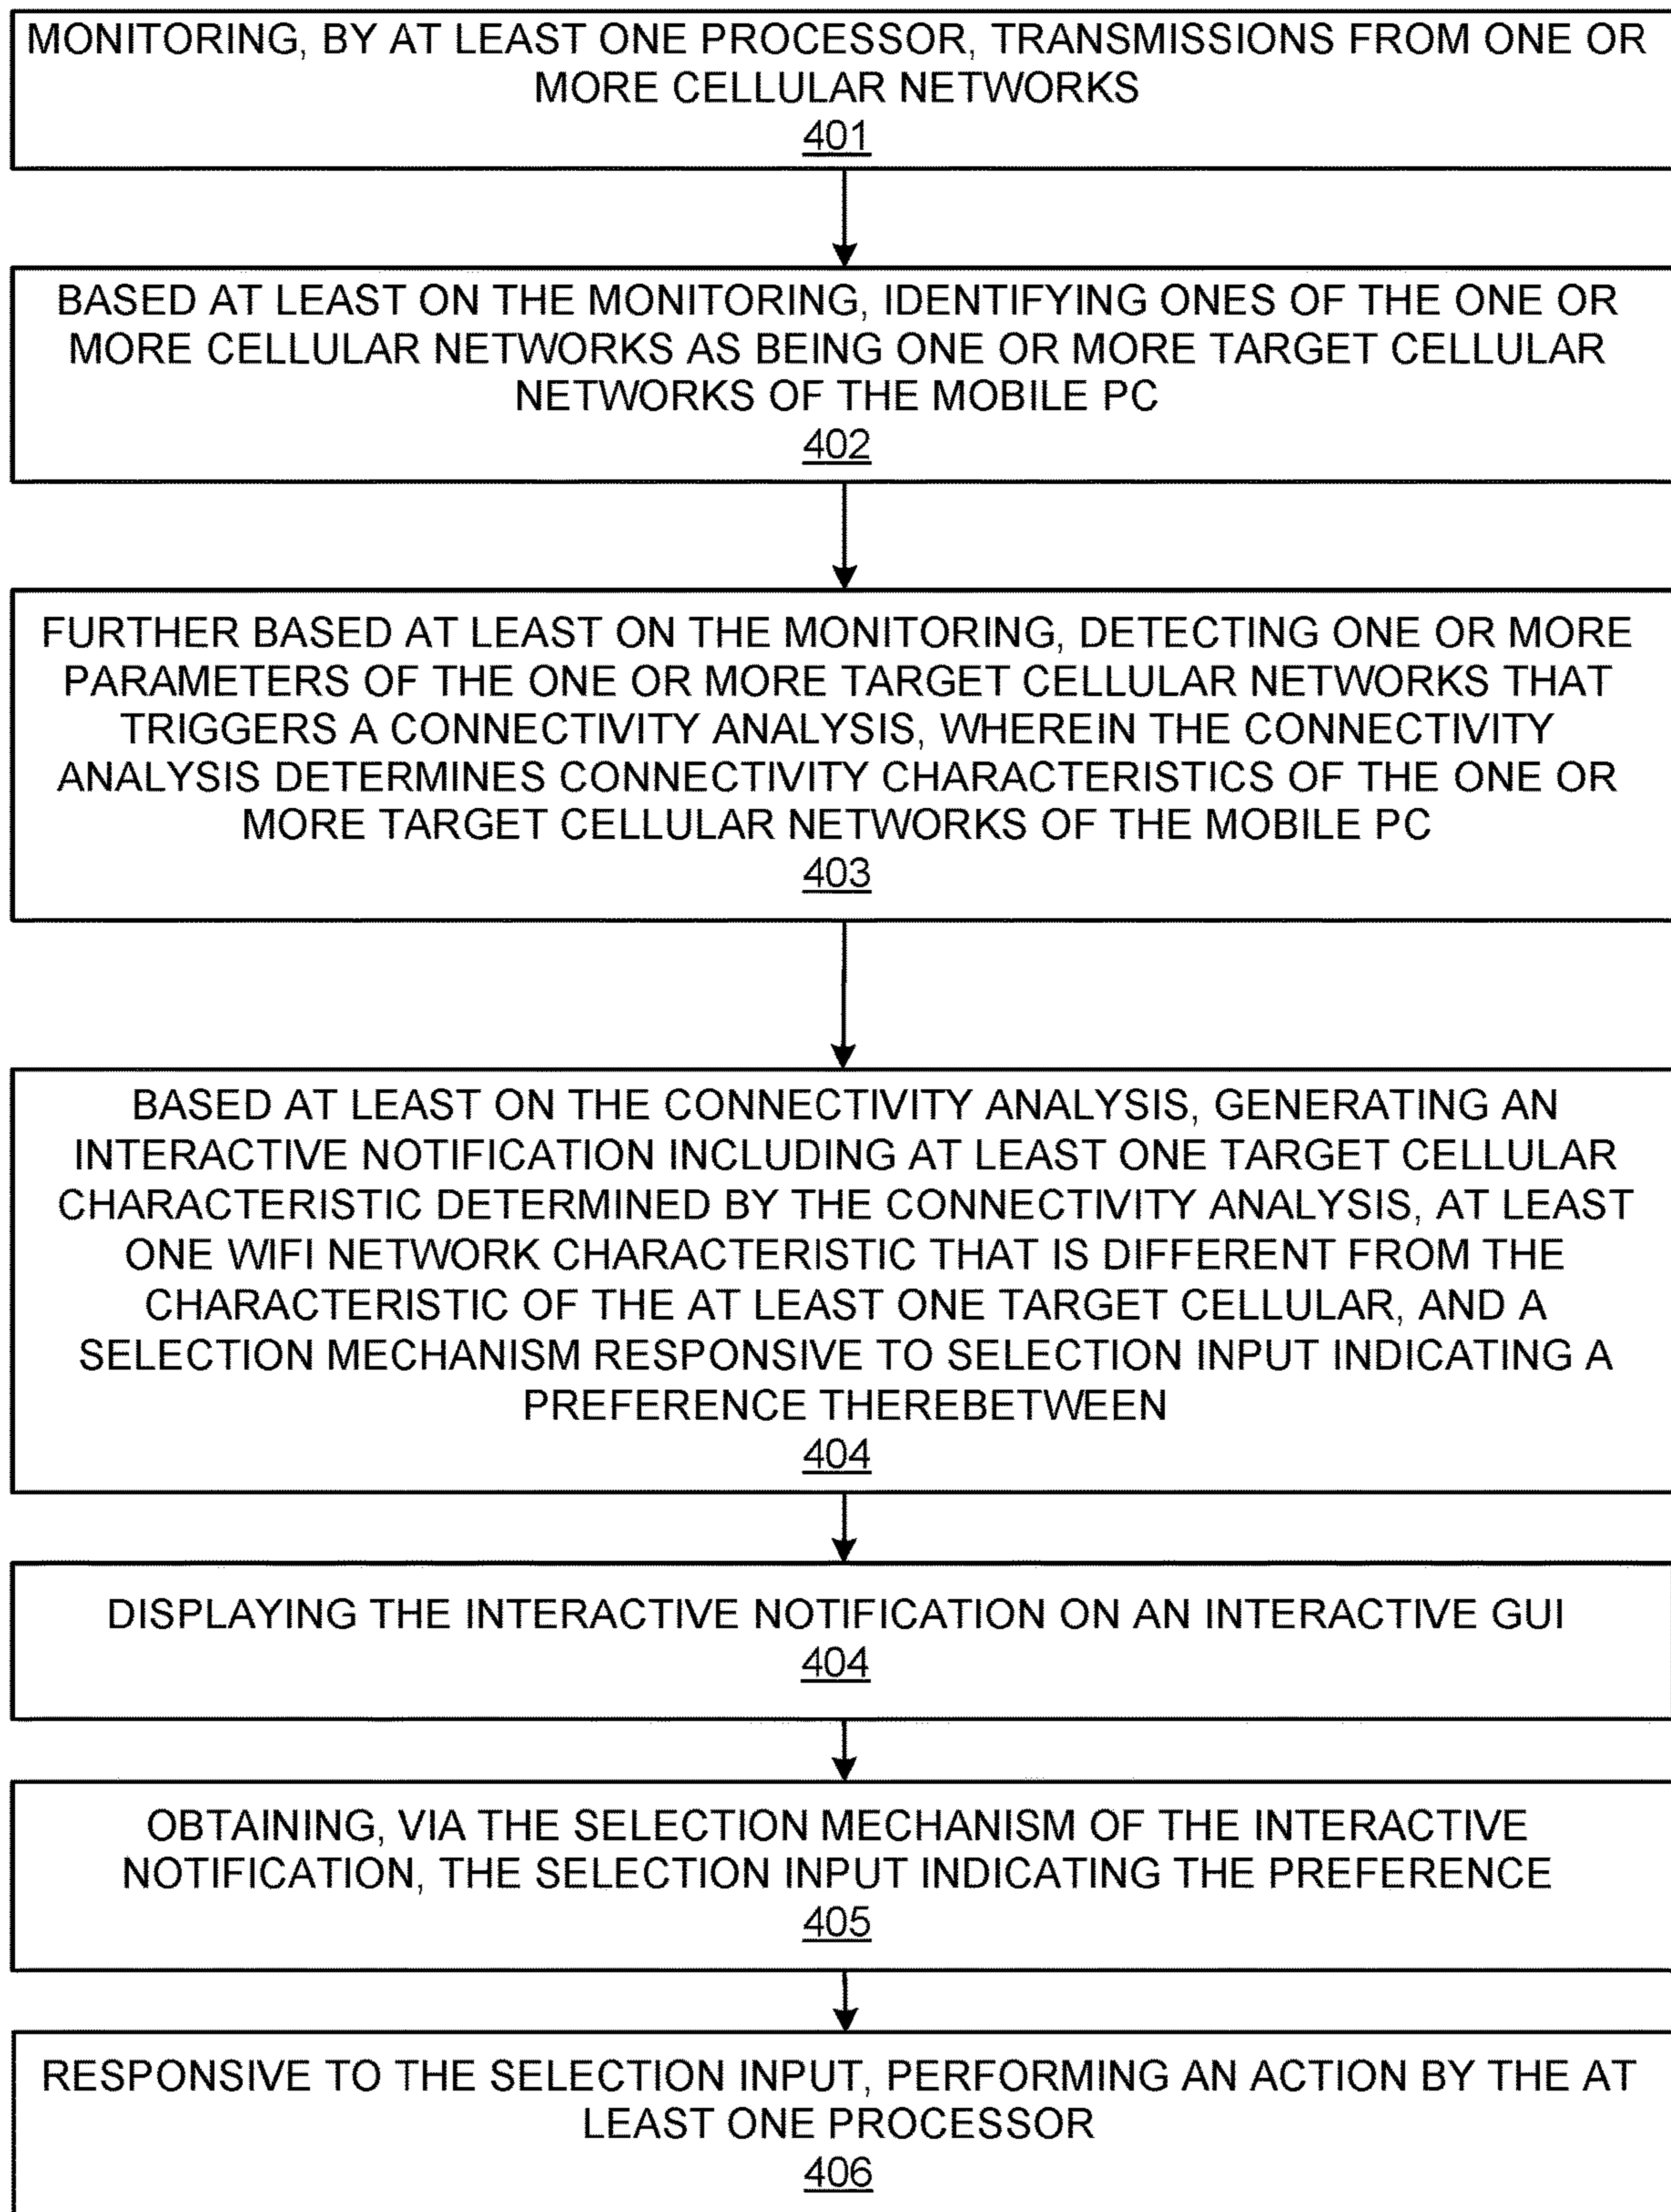 MONITORING, BY AT LEAST ONE PROCESSOR, TRANSMISSIONS FROM ONE OR
MORE CELLULAR NETWORKS
401
BASED AT LEAST ON THE MONITORING, IDENTIFYING ONES OF THE ONE OR
MORE CELLULAR NETWORKS AS BEING ONE OR MORE TARGET CELLULAR
NETWORKS OF THE MOBILE PC
402
FURTHER BASED AT LEAST ON THE MONITORING, DETECTING ONE OR MORE
PARAMETERS OF THE ONE OR MORE TARGET CELLULAR NETWORKS THAT
TRIGGERS A CONNECTIVITY ANALYSIS, WHEREIN THE CONNECTIVITY
ANALYSIS DETERMINES CONNECTIVITY CHARACTERISTICS OF THE ONE OR
MORE TARGET CELLULAR NETWORKS OF THE MOBILE PC
403
BASED AT LEAST ON THE CONNECTIVITY ANALYSIS, GENERATING AN
INTERACTIVE NOTIFICATION INCLUDING AT LEAST ONE TARGET CELLULAR
CHARACTERISTIC DETERMINED BY THE CONNECTIVITY ANALYSIS, AT LEAST
ONE WIFI NETWORK CHARACTERISTIC THAT IS DIFFERENT FROM THE
CHARACTERISTIC OF THE AT LEAST ONE TARGET CELLULAR, AND A
SELECTION MECHANISM RESPONSIVE TO SELECTION INPUT INDICATING A
PREFERENCE THEREBETWEEN
404
DISPLAYING THE INTERACTIVE NOTIFICATION ON AN INTERACTIVE GUI
404
OBTAINING, VIA THE SELECTION MECHANISM OF THE INTERACTIVE
NOTIFICATION, THE SELECTION INPUT INDICATING THE PREFERENCE
405
RESPONSIVE TO THE SELECTION INPUT, PERFORMING AN ACTION BY THE AT
LEAST ONE PROCESSOR
406